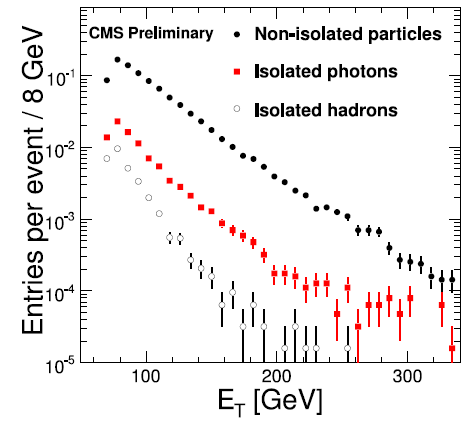 CMS Preliminary
Non-isolated particles
Isolated photons
Isolated hadrons
Entries per event / 8 GeV
10⁻¹
10⁻²
10⁻³
10⁻⁴
10⁻⁵
100 200 300
E_T [GeV]